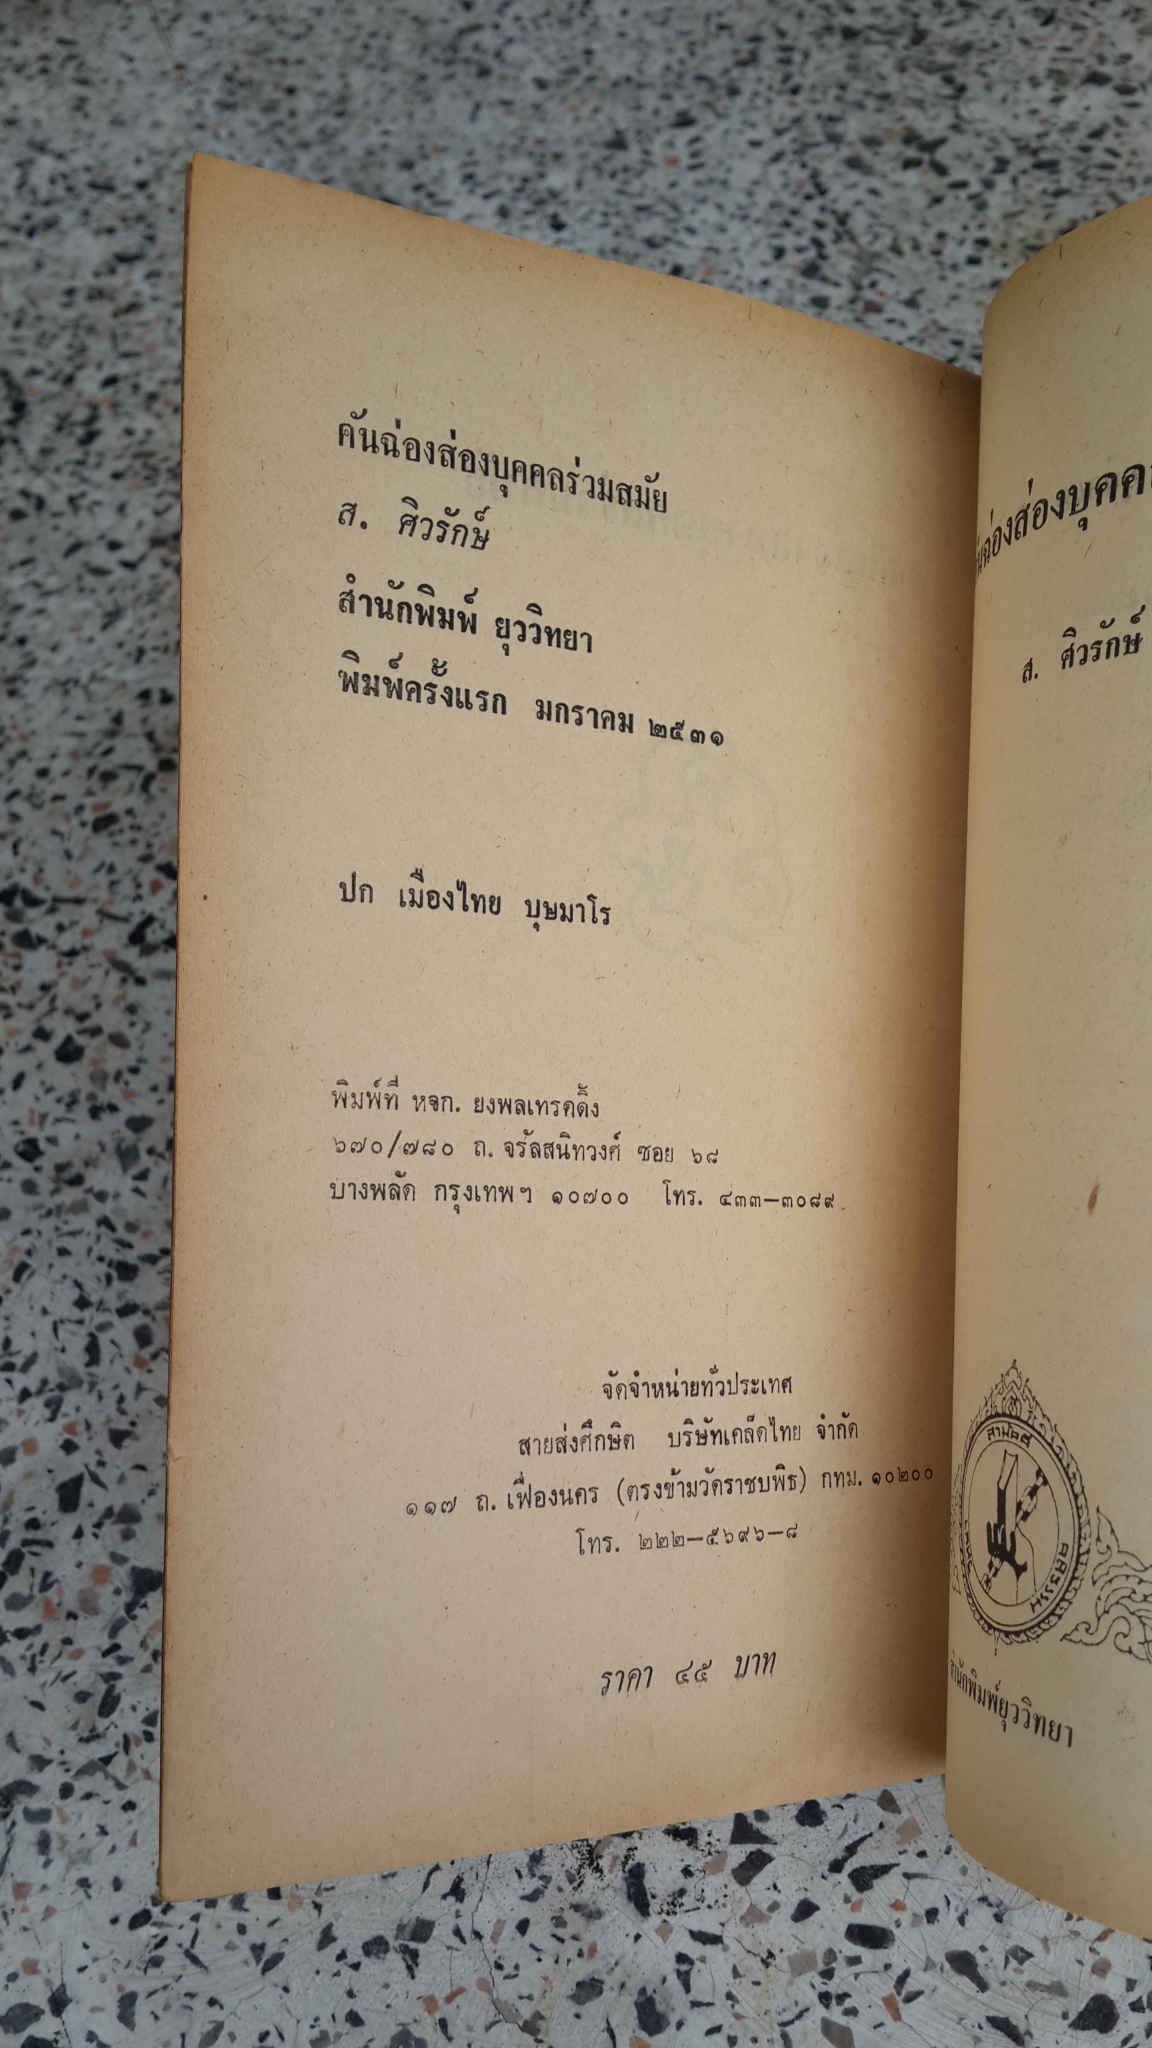 คันฉ่องส่องบุคคลร่วมสมัย
ส. ศิวรักษ์
สำนักพิมพ์ ยุววิทยา
พิมพ์ครั้งแรก มกราคม ๒๕๓๑
ปก เมืองไทย บุษมาโร
พิมพ์ที่ หจก. ยงพลเทรดดิ้ง
๖๗๐/๗๘๐ ถ. จรัลสนิทวงศ์ ซอย ๖๘
บางพลัด กรุงเทพฯ ๑๐๗๐๐ โทร. ๔๓๓–๓๐๘๙
จัดจำหน่ายทั่วประเทศ
สายส่งศึกษิต บริษัทเคล็ดไทย จำกัด
๑๑๗ ถ. เฟื่องนคร (ตรงข้ามวัดราชบพิธ) กทม. ๑๐๒๐๐
โทร. ๒๒๒–๕๖๙๖–๘
ราคา ๔๕ บาท
ส่องบุคค
ส. ศิวรักษ์
สามัคคี
สำนักพิมพ์ยุววิทยา